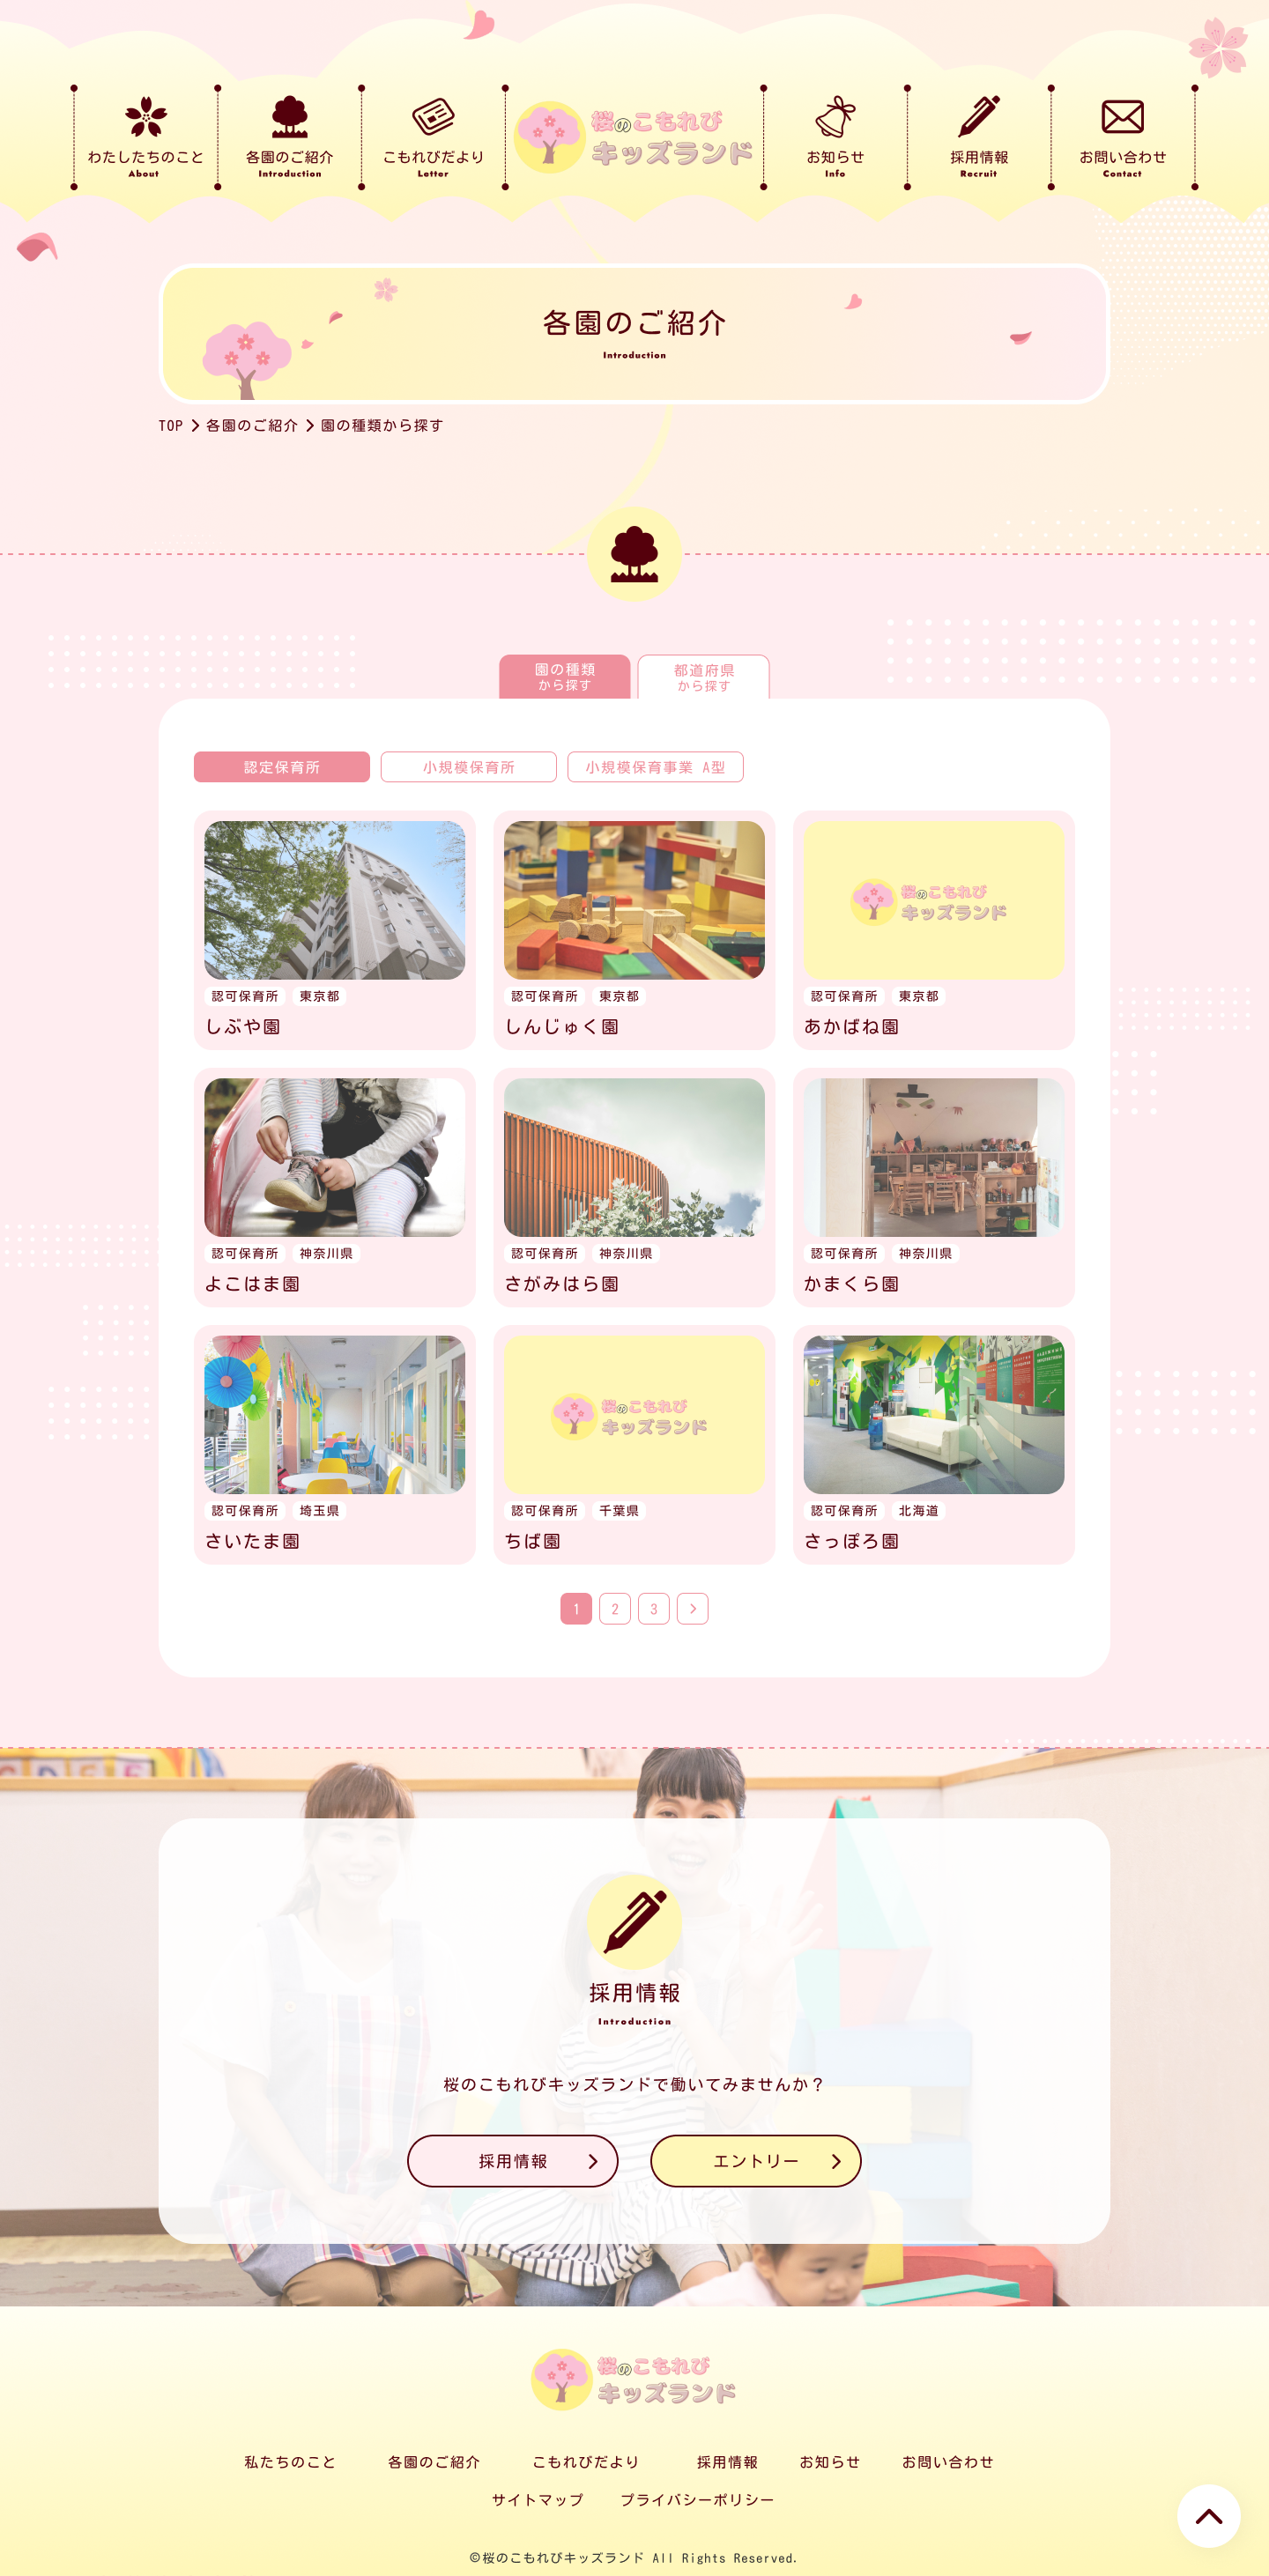 わたしたちのこと
About
各園のご紹介
Introduction
こもれびだより
Letter
桜のこもれび
キッズランド
お知らせ
Info
採用情報
Recruit
お問い合わせ
Contact
各園のご紹介
Introduction
TOP > 各園のご紹介 > 園の種類から探す
園の種類
から探す
都道府県
から探す
認定保育所
小規模保育所
小規模保育事業 A型
桜のこもれび
キッズランド
認可保育所 東京都
しぶや園
認可保育所 東京都
しんじゅく園
認可保育所 東京都
あかばね園
認可保育所 神奈川県
よこはま園
認可保育所 神奈川県
さがみはら園
認可保育所 神奈川県
かまくら園
桜のこもれび
キッズランド
認可保育所 埼玉県
さいたま園
認可保育所 千葉県
ちば園
認可保育所 北海道
さっぽろ園
1 2 3 >
採用情報
Introduction
桜のこもれびキッズランドで働いてみませんか？
採用情報
エントリー
桜のこもれび
キッズランド
私たちのこと 各園のご紹介 こもれびだより 採用情報 お知らせ お問い合わせ
サイトマップ プライバシーポリシー
©桜のこもれびキッズランド All Rights Reserved.